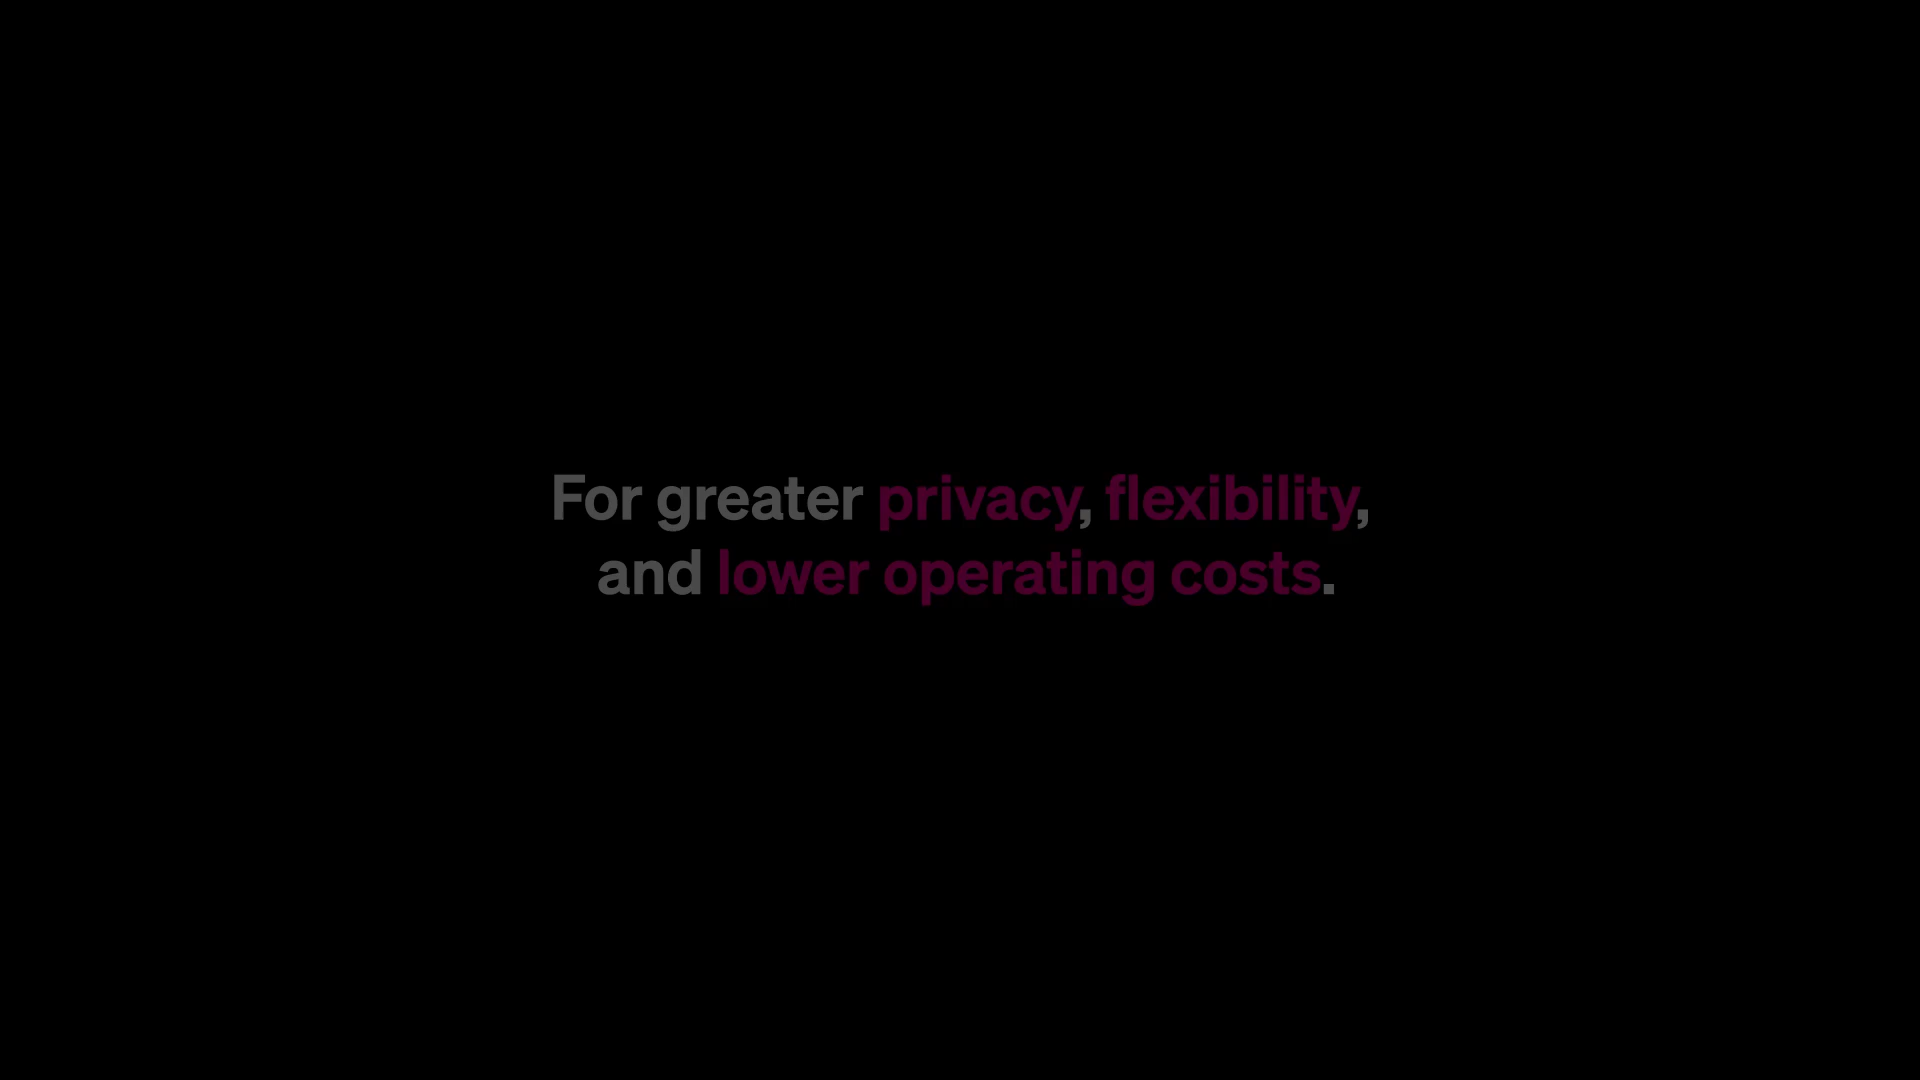 For greater privacy, flexibility,
and lower operating costs.